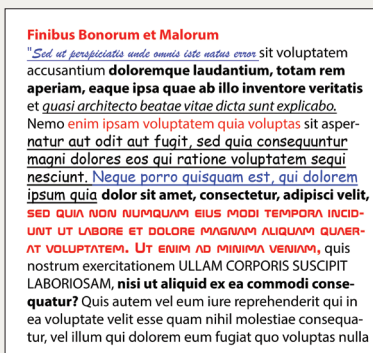 Finibus Bonorum et Malorum
"Sed ut perspiciatis unde omnis iste natus error sit voluptatem
accusantium doloremque laudantium, totam rem
aperiam, eaque ipsa quae ab illo inventore veritatis
et quasi architecto beatae vitae dicta sunt explicabo.
Nemo enim ipsam voluptatem quia voluptas sit asper-
natur aut odit aut fugit, sed quia consequuntur
magni dolores eos qui ratione voluptatem sequi
nesciunt. Neque porro quisquam est, qui dolorem
ipsum quia dolor sit amet, consectetur, adipisci velit,
SED QUIA NON NUMQUAM EIUS MODI TEMPORA INCID-
UNT UT LABORE ET DOLORE MAGNAM ALIQUAM QUAER-
AT VOLUPTATEM. UT ENIM AD MINIMA VENIAM, quis
nostrum exercitationem ULLAM CORPORIS SUSCIPIT
LABORIOSAM, nisi ut aliquid ex ea commodi conse-
quatur? Quis autem vel eum iure reprehenderit qui in
ea voluptate velit esse quam nihil molestiae consequa-
tur, vel illum qui dolorem eum fugiat quo voluptas nulla